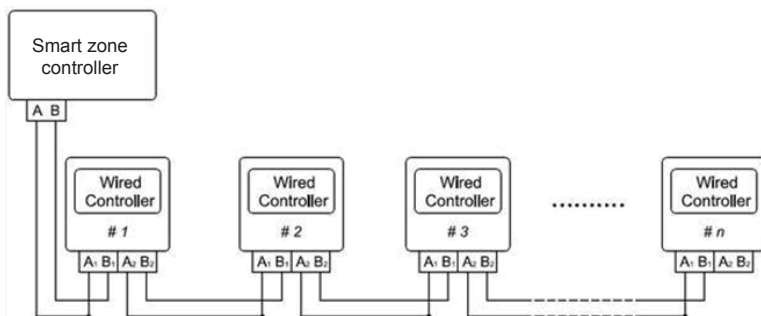 Smart zone
controller
A B
Wired
Controller
# 1
A₁ B₁ A₂ B₂
Wired
Controller
# 2
A₁ B₁ A₂ B₂
Wired
Controller
# 3
A₁ B₁ A₂ B₂
..........
Wired
Controller
# n
A₁ B₁ A₂ B₂